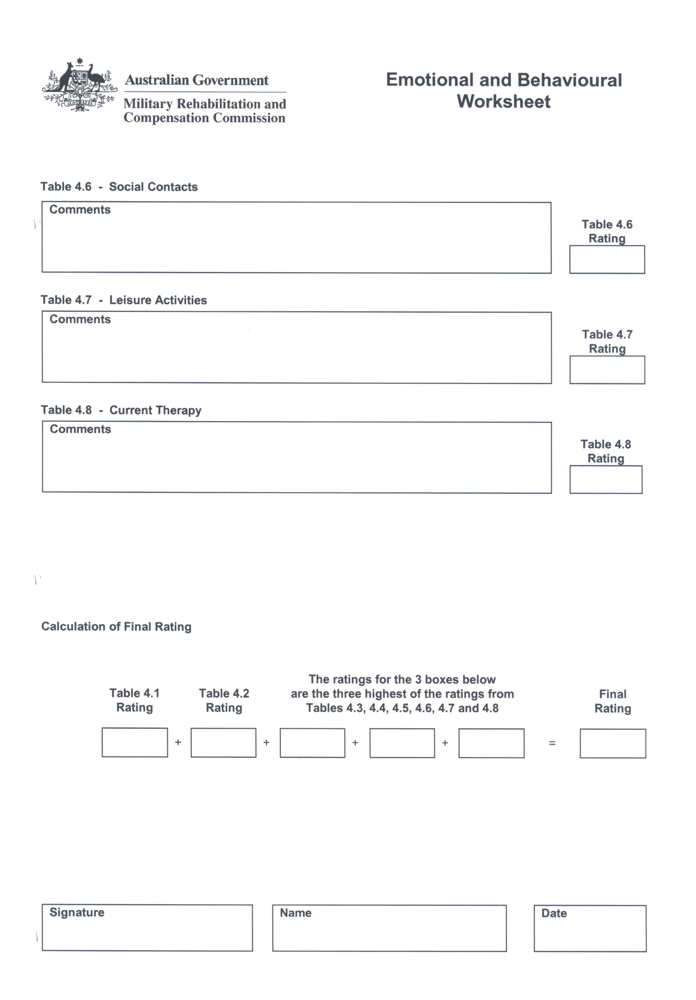 Australian Government
Military Rehabilitation and
Compensation Commission
AUSTRALIA
Emotional and Behavioural
Worksheet
Table 4.6 - Social Contacts
Comments
Table 4.6
Rating
Table 4.7 - Leisure Activities
Comments
Table 4.7
Rating
Table 4.8 - Current Therapy
Comments
Table 4.8
Rating
Calculation of Final Rating
Table 4.1
Rating
Table 4.2
Rating
The ratings for the 3 boxes below
are the three highest of the ratings from
Tables 4.3, 4.4, 4.5, 4.6, 4.7 and 4.8
Final
Rating
+ + + + =
Signature
Name
Date